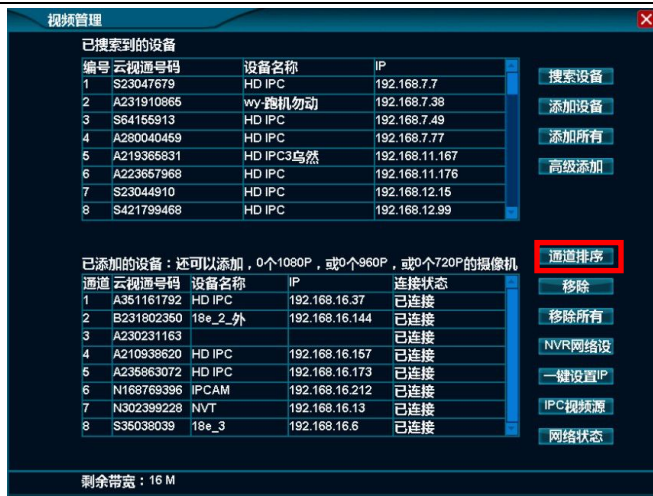 视频管理
已搜索到的设备
编号 云视通号码 设备名称 IP
1 S23047679 HD IPC 192.168.7.7
2 A231910865 wy-跑机勿动 192.168.7.38
3 S64155913 HD IPC 192.168.7.49
4 A280040459 HD IPC 192.168.7.77
5 A219365831 HD IPC3乌然 192.168.11.167
6 A223657968 HD IPC 192.168.11.176
7 S23044910 HD IPC 192.168.12.15
8 S421799468 HD IPC 192.168.12.99
搜索设备
添加设备
添加所有
高级添加
已添加的设备：还可以添加，0个1080P，或0个960P，或0个720P的摄像机
通道 云视通号码 设备名称 IP 连接状态
1 A351161792 HD IPC 192.168.16.37 已连接
2 B231802350 18e_2_外 192.168.16.144 已连接
3 A230231163 已连接
4 A210938620 HD IPC 192.168.16.157 已连接
5 A235863072 HD IPC 192.168.16.173 已连接
6 N168769396 IPCAM 192.168.16.212 已连接
7 N302399228 NVT 192.168.16.13 已连接
8 S35038039 18e_3 192.168.16.6 已连接
通道排序
移除
移除所有
NVR网络设
一键设置IP
IPC视频源
网络状态
剩余带宽：16 M